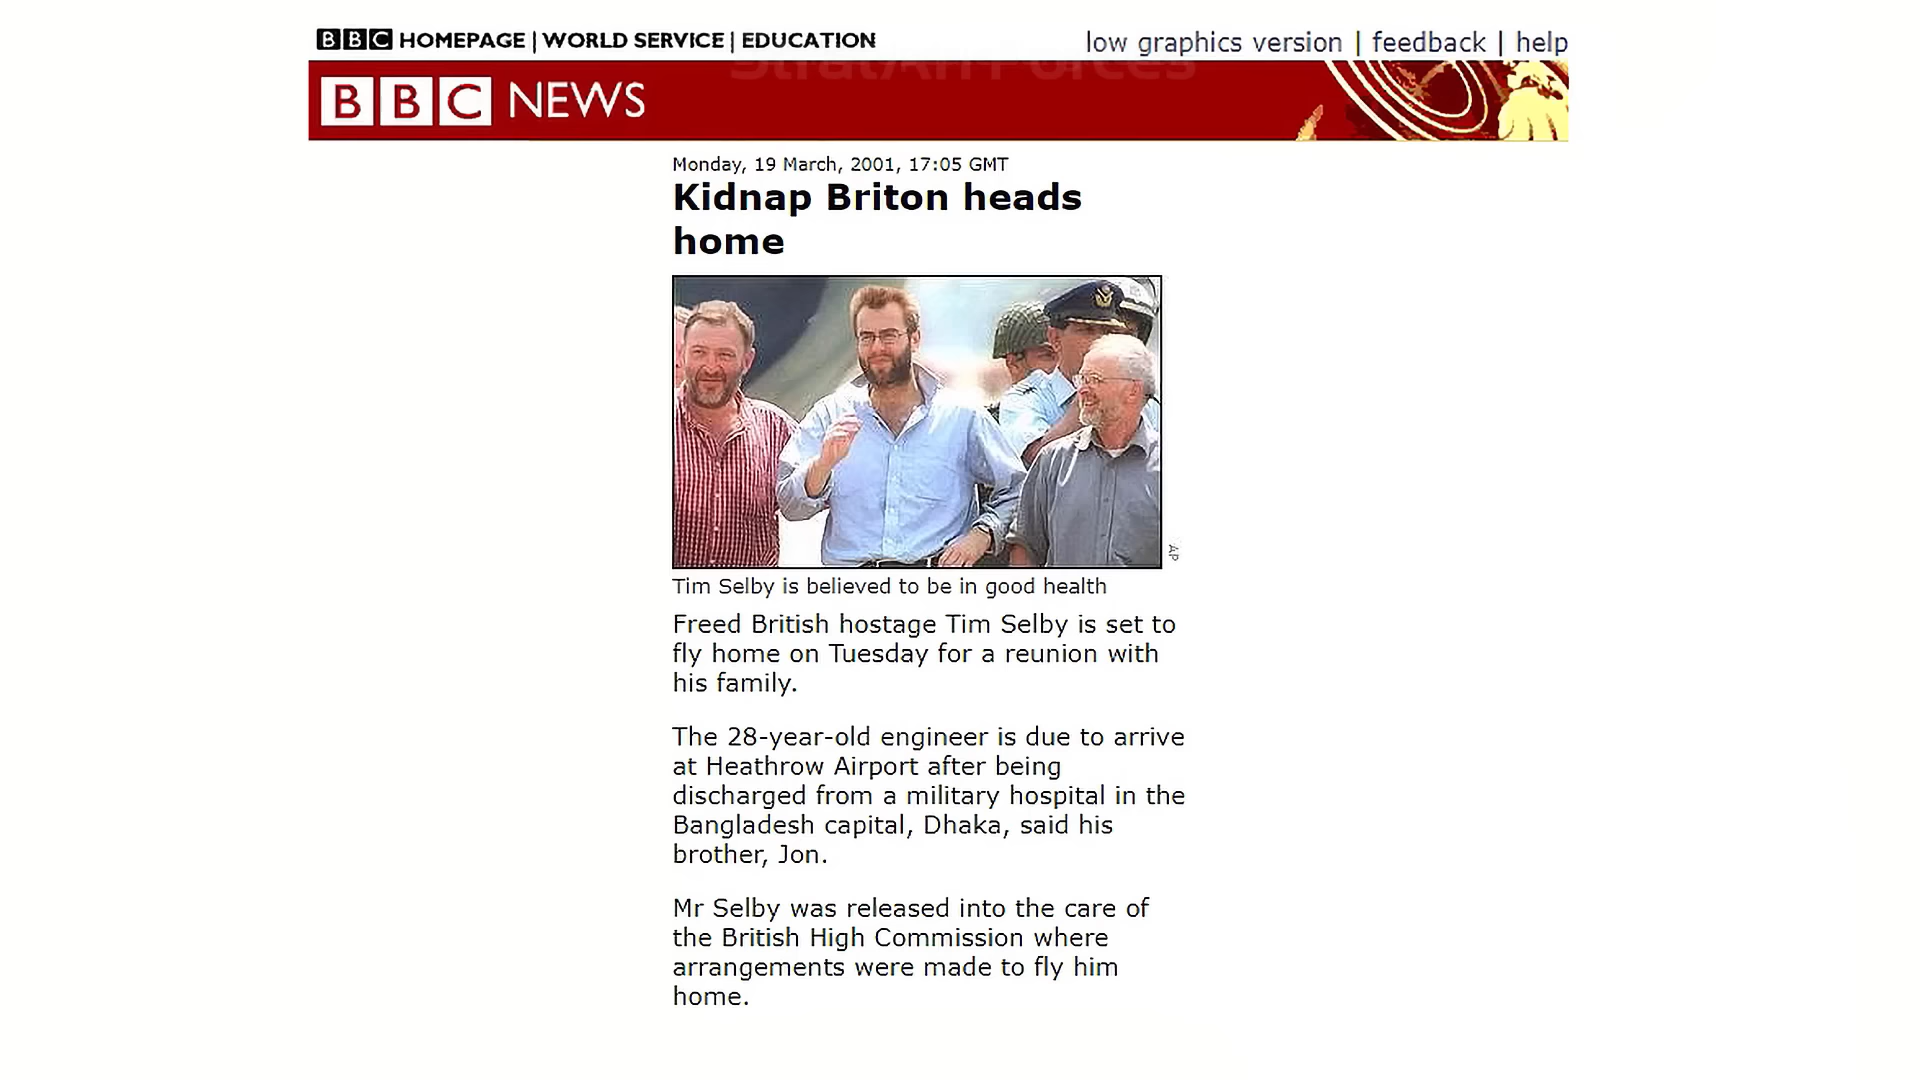 BBC HOMEPAGE | WORLD SERVICE | EDUCATION
low graphics version | feedback | help
BBC NEWS
Monday, 19 March, 2001, 17:05 GMT
Kidnap Briton heads
home
AP
Tim Selby is believed to be in good health
Freed British hostage Tim Selby is set to
fly home on Tuesday for a reunion with
his family.
The 28-year-old engineer is due to arrive
at Heathrow Airport after being
discharged from a military hospital in the
Bangladesh capital, Dhaka, said his
brother, Jon.
Mr Selby was released into the care of
the British High Commission where
arrangements were made to fly him
home.